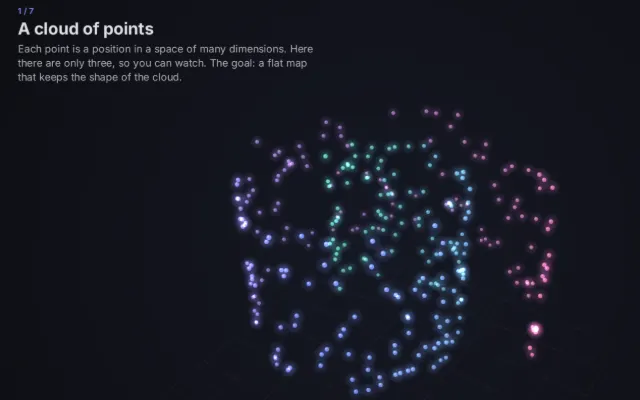 1/7
A cloud of points
Each point is a position in a space of many dimensions. Here
there are only three, so you can watch. The goal: a flat map
that keeps the shape of the cloud.